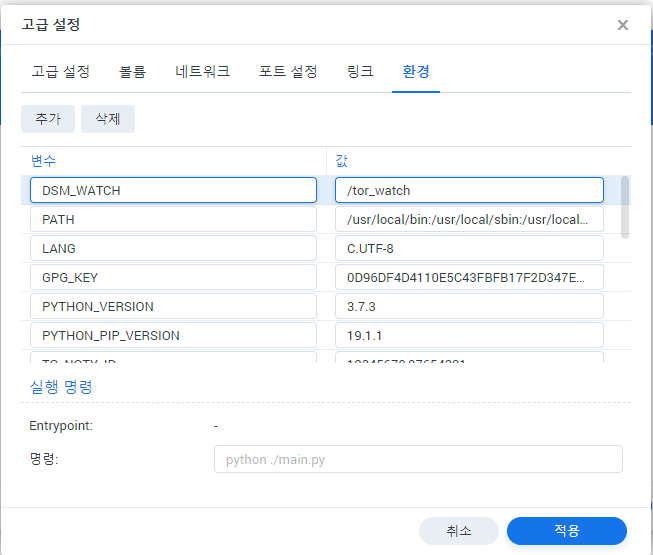 고급 설정
고급 설정 볼륨 네트워크 포트 설정 링크 환경
추가 삭제
변수 값
DSM_WATCH /tor_watch
PATH /usr/local/bin:/usr/local/sbin:/usr/local...
LANG C.UTF-8
GPG_KEY 0D96DF4D4110E5C43FBFB17F2D347E...
PYTHON_VERSION 3.7.3
PYTHON_PIP_VERSION 19.1.1
실행 명령
Entrypoint: -
명령: python ./main.py
취소 적용